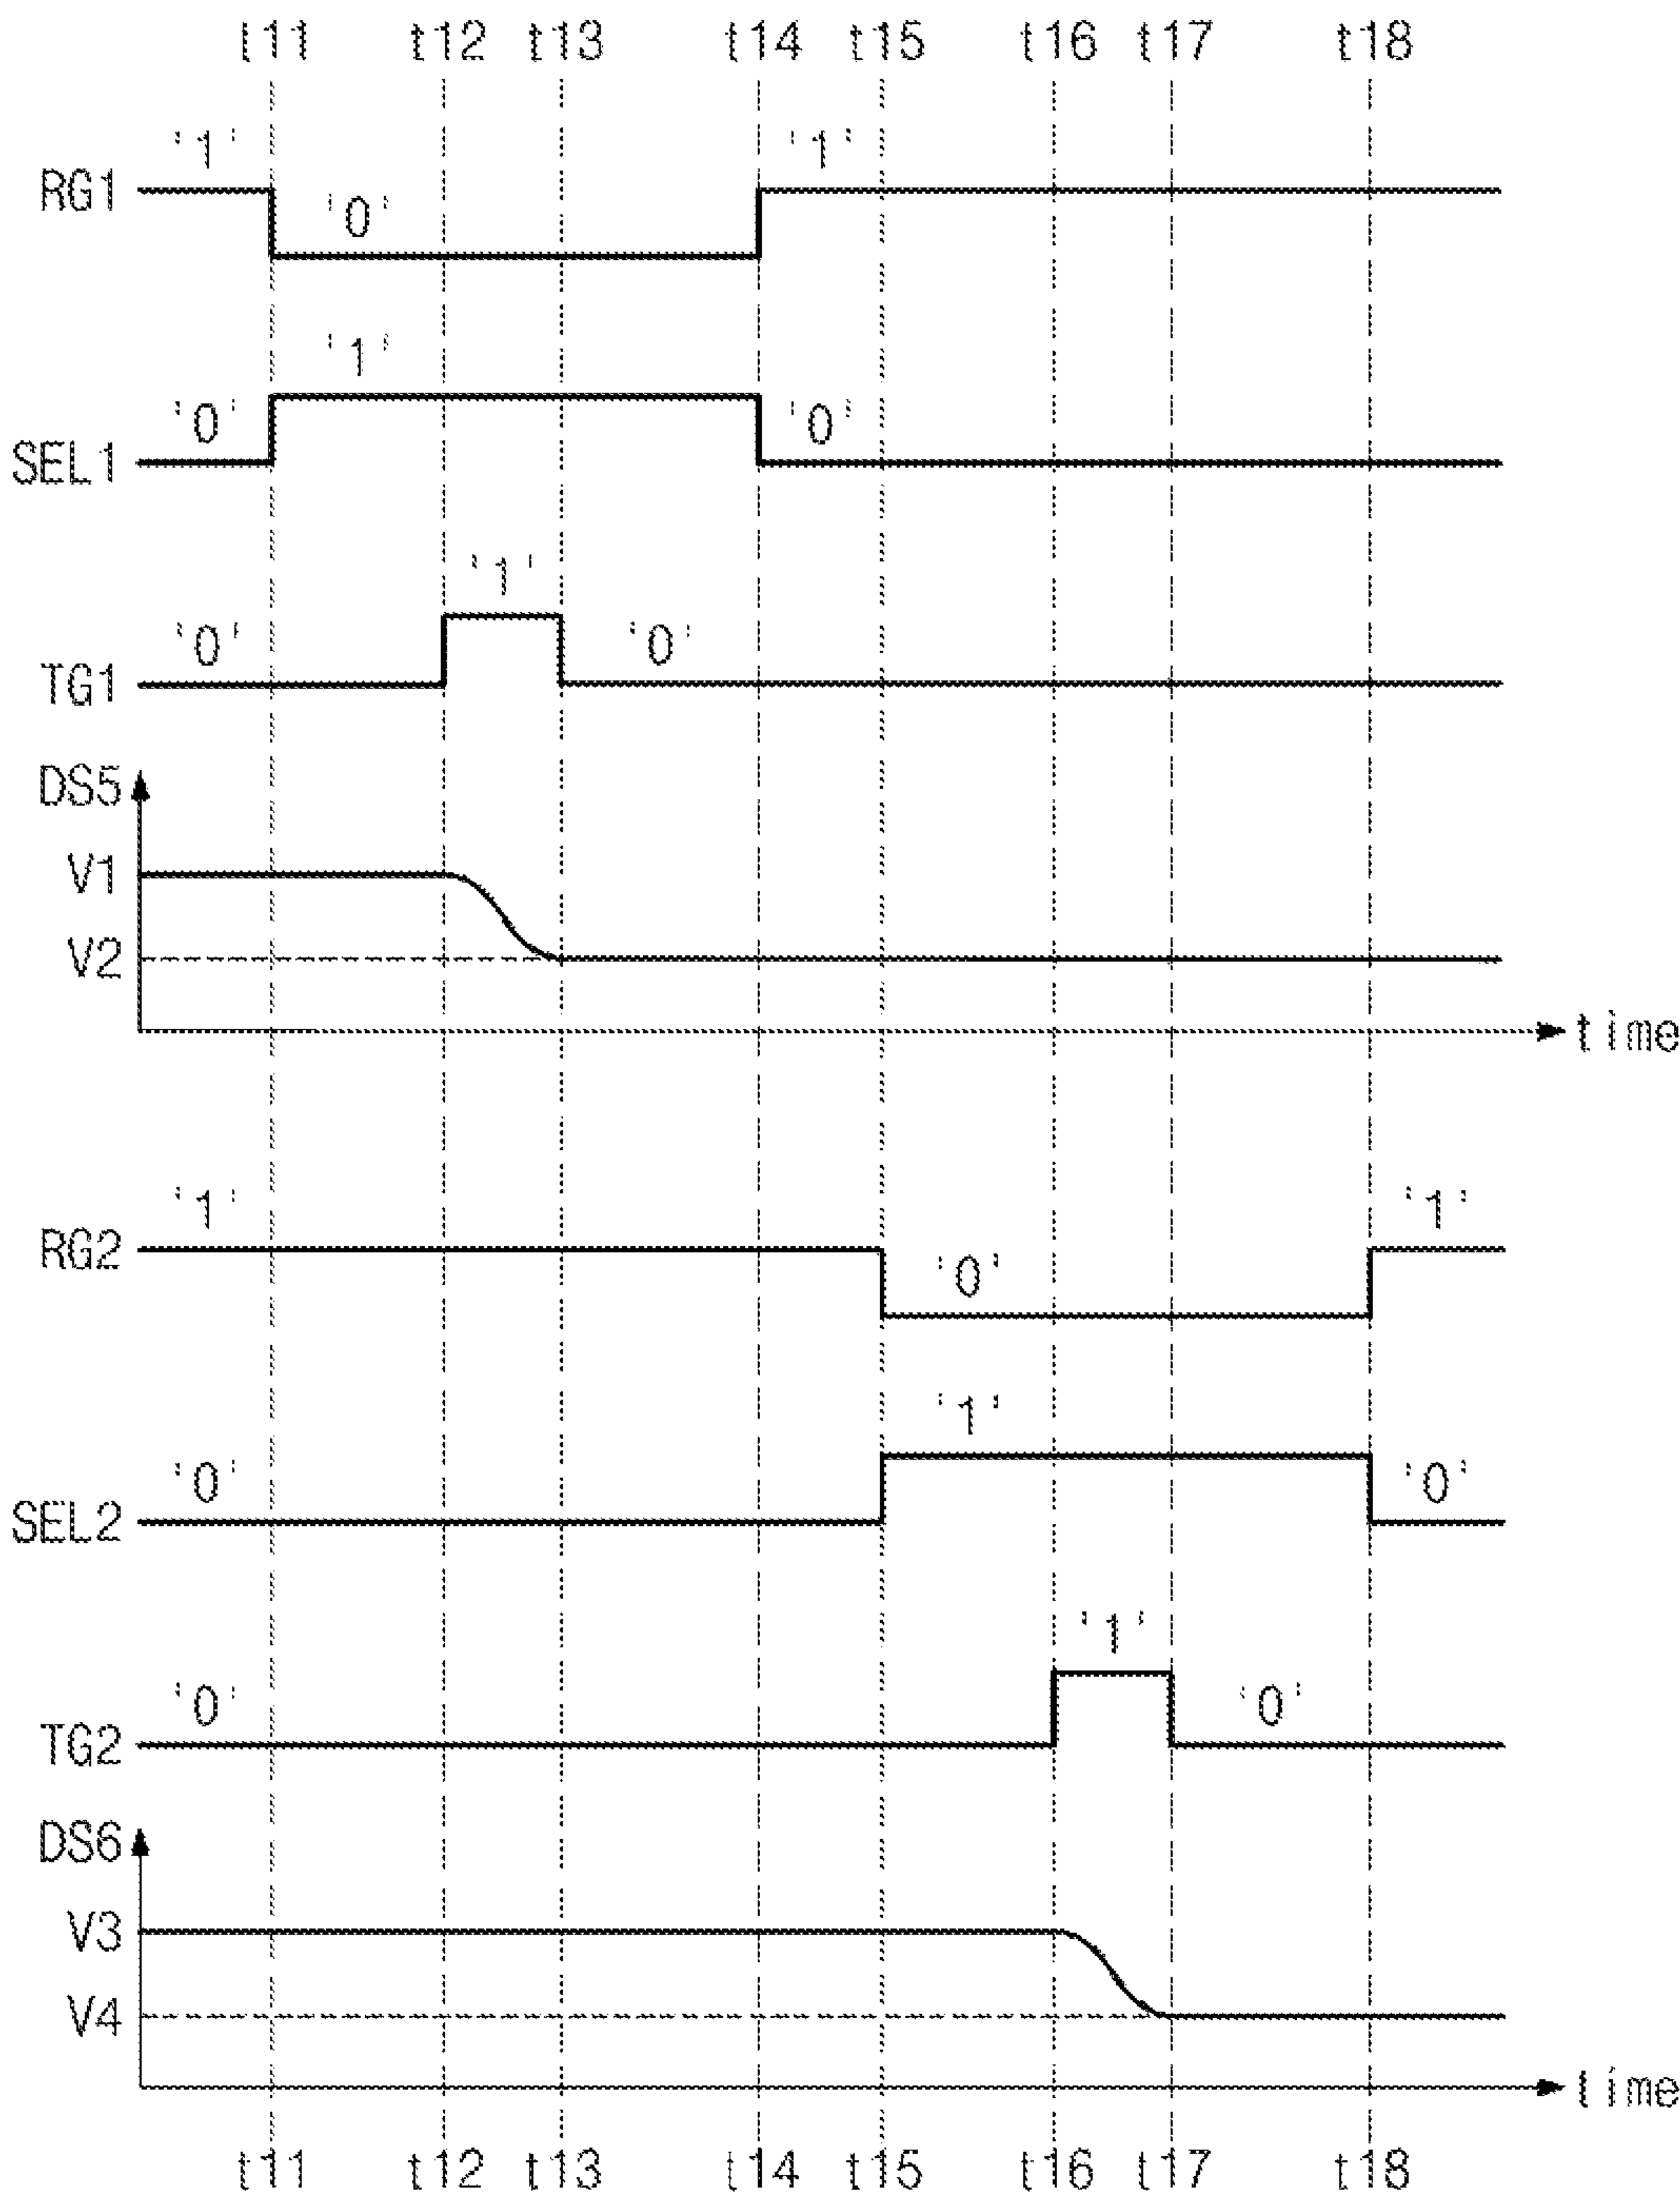 t11 t12 t13 t14 t15 t16 t17 t18
'1' '1'
RG1 '0'
'1'
'0' '0'
SEL1
'1'
'0' '0'
TG1
DS5
V1
V2
time
'1' '1'
RG2 '0'
'1'
'0' '0'
SEL2
'1'
'0' '0'
TG2
DS6
V3
V4
time
t11 t12 t13 t14 t15 t16 t17 t18